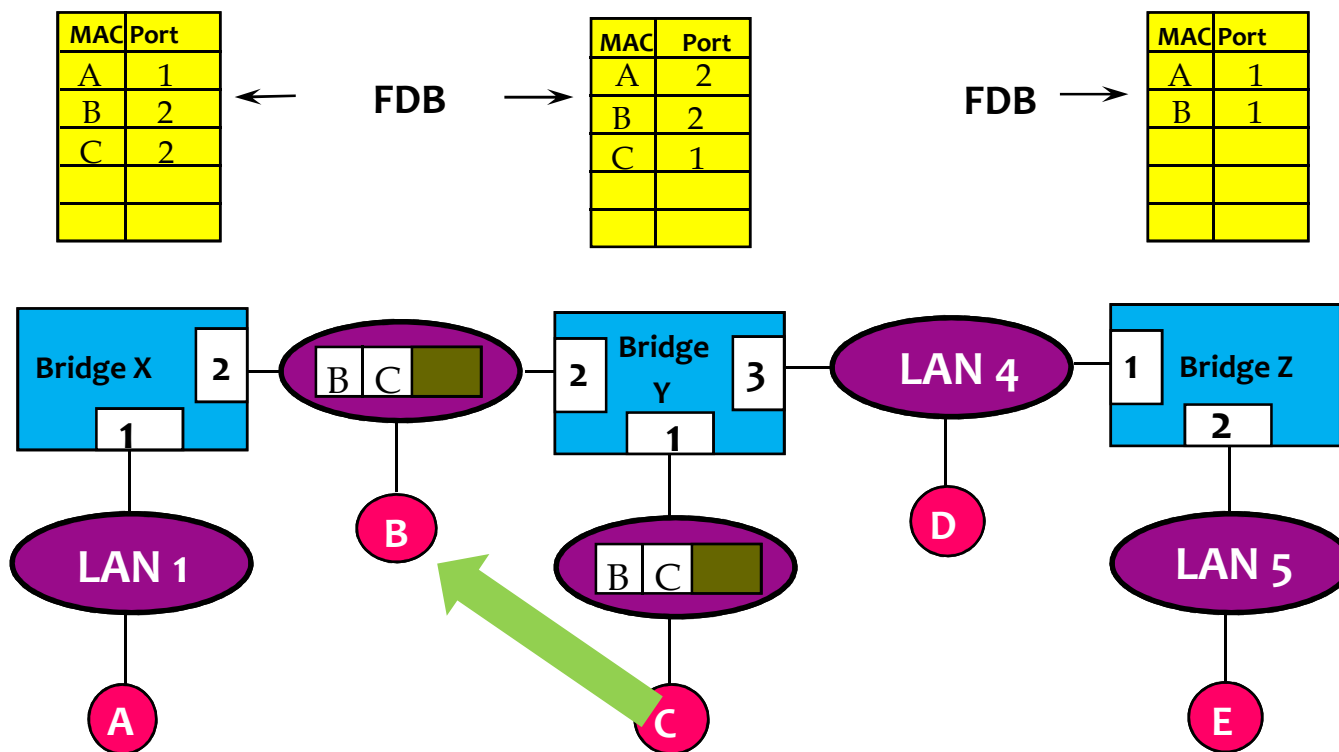 MAC Port
A 1
B 2
C 2
FDB
MAC Port
A 2
B 2
C 1
FDB
MAC Port
A 1
B 1
Bridge X
2
1
B C
2
Bridge
Y
3
1
LAN 4
1
Bridge Z
2
LAN 1
B
B C
D
LAN 5
A
C
E